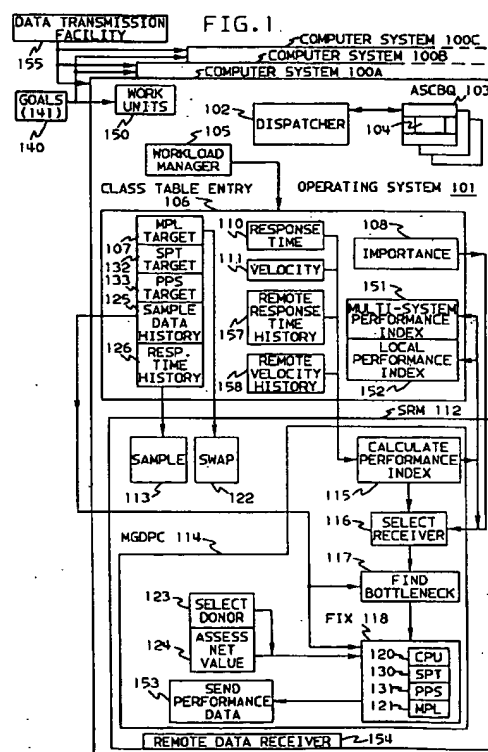 FIG.1
DATA TRANSMISSION
FACILITY
155
COMPUTER SYSTEM 100C
COMPUTER SYSTEM 100B
COMPUTER SYSTEM 100A
GOALS
(141)
140
WORK
UNITS
150
102
DISPATCHER
ASCBQ 103
104
105
WORKLOAD
MANAGER
CLASS TABLE ENTRY
106
OPERATING SYSTEM 101
107
MPL
TARGET
132
SPT
TARGET
133
PPS
TARGET
125
SAMPLE DATA
HISTORY
126
RESP.TIME
HISTORY
110
RESPONSE
TIME
111
VELOCITY
REMOTE
RESPONSE
TIME HISTORY
157
REMOTE
VELOCITY
HISTORY
158
108
IMPORTANCE
151
MULTI-SYSTEM
PERFORMANCE
INDEX
LOCAL
PERFORMANCE
INDEX
152
SRM 112
SAMPLE
113
SWAP
122
CALCULATE
PERFORMANCE
INDEX
115
116
SELECT
RECEIVER
MGDPC 114
117
FIND
BOTTLENECK
123
SELECT
DONOR
124
ASSESS
NET
VALUE
FIX 118
120
CPU
130
SPT
131
PPS
121
MPL
153
SEND
PERFORMANCE
DATA
REMOTE DATA RECEIVER
154